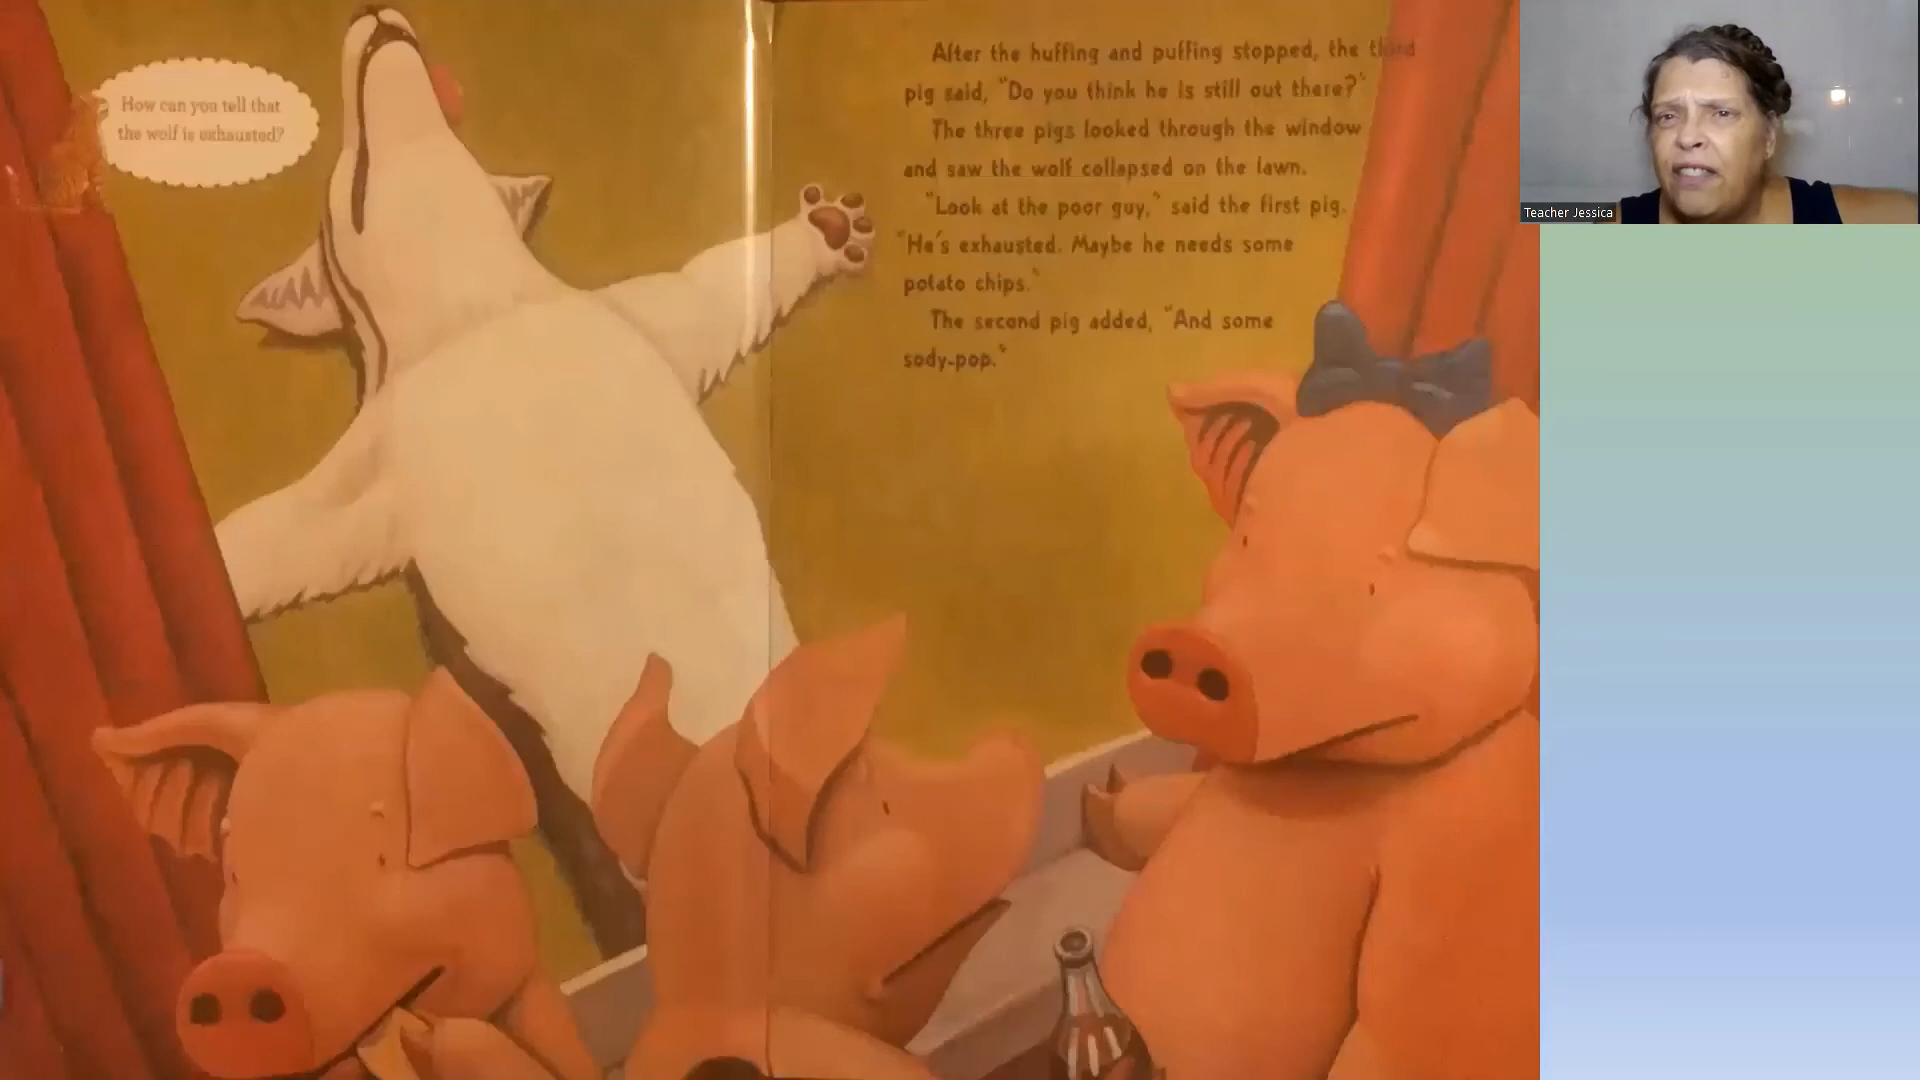 How can you tell that
the wolf is exhausted?
After the huffing and puffing stopped, the third
pig said, "Do you think he is still out there?"
The three pigs looked through the window
and saw the wolf collapsed on the lawn.
"Look at the poor guy," said the first pig.
"He's exhausted. Maybe he needs some
potato chips."
The second pig added, "And some
sody-pop."
Teacher Jessica